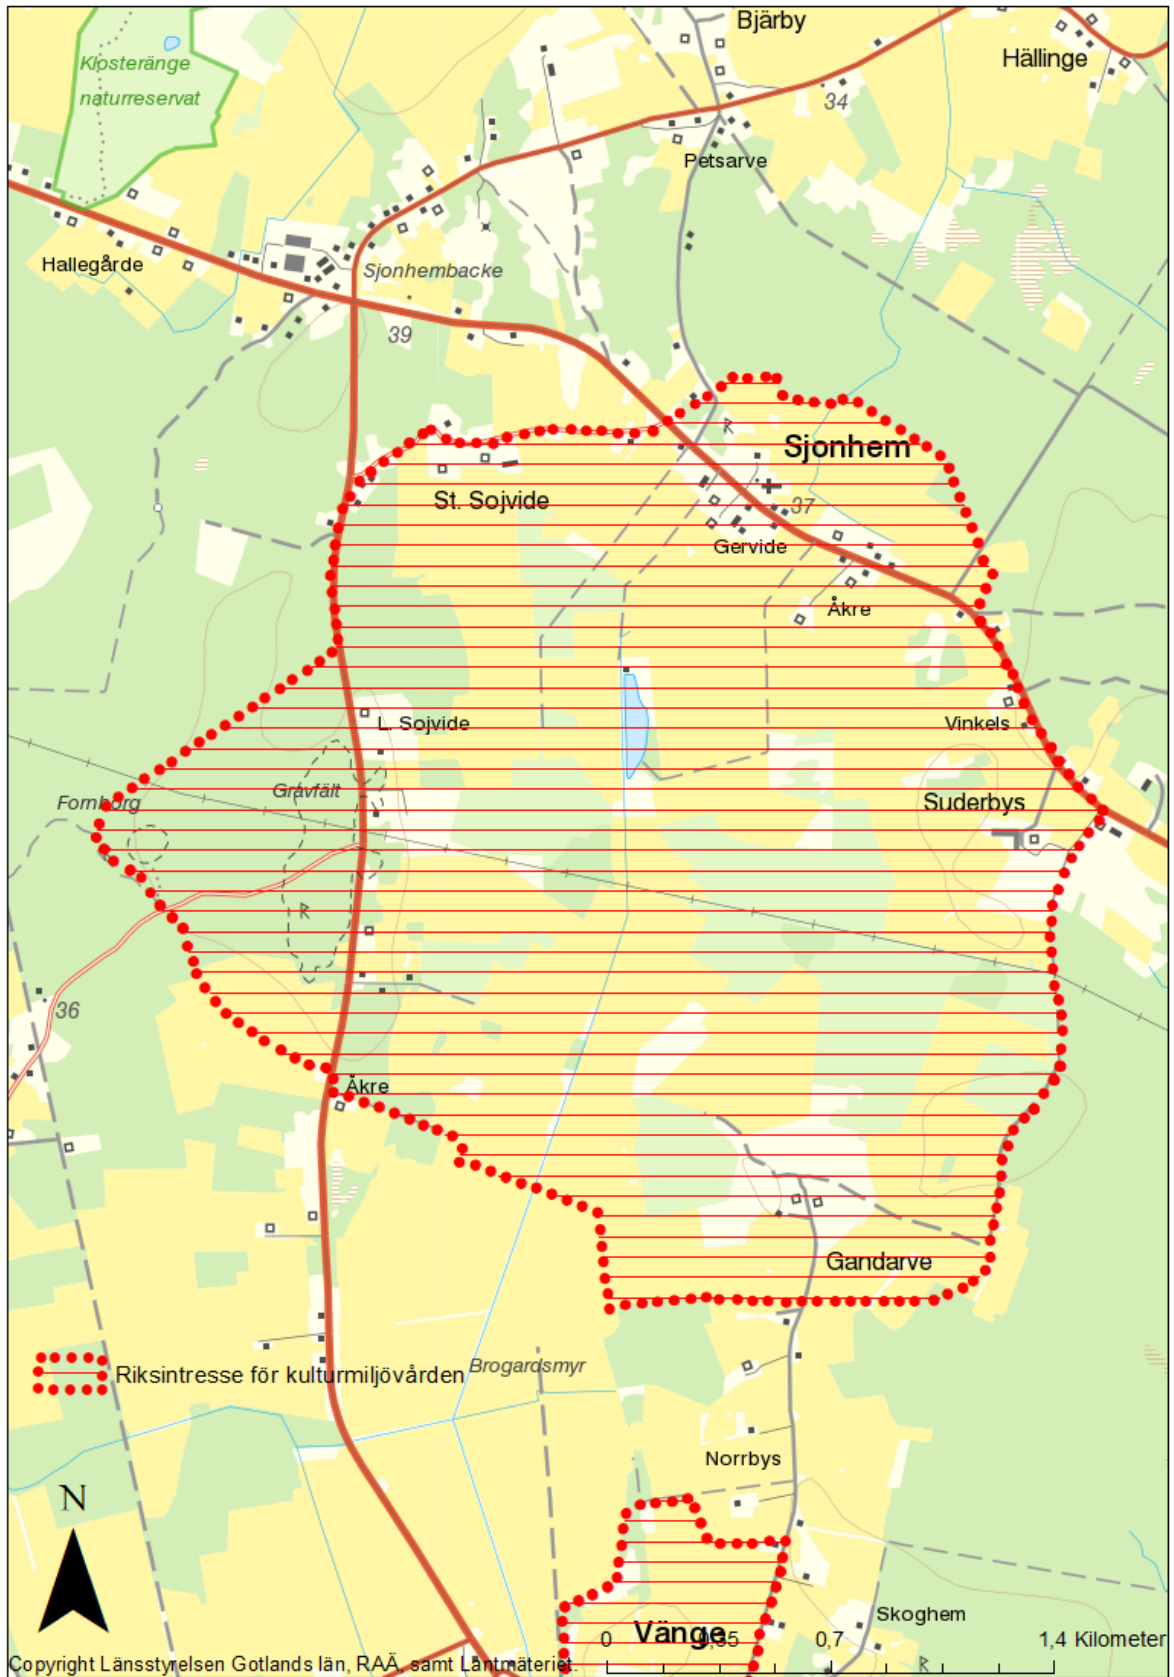 Bjärby
Hällinge
Klosteränge
naturreservat
34
Petsarve
Hallegårde
Sjonhembacke
39
Sjonhem
St. Sojvide
37
Gervide
Åkre
L. Sojvide
Vinkels
Fornborg
Gravfält
Suderbys
R
R
36
Åkre
Gandarve
Riksintresse för kulturmiljövården
Brogardsmyr
Norrbys
N
Skoghem
Vänge
0 0,35 0,7 1,4 Kilometer
Copyright Länsstyrelsen Gotlands län, RAÄ, samt Lantmäteriet.
R